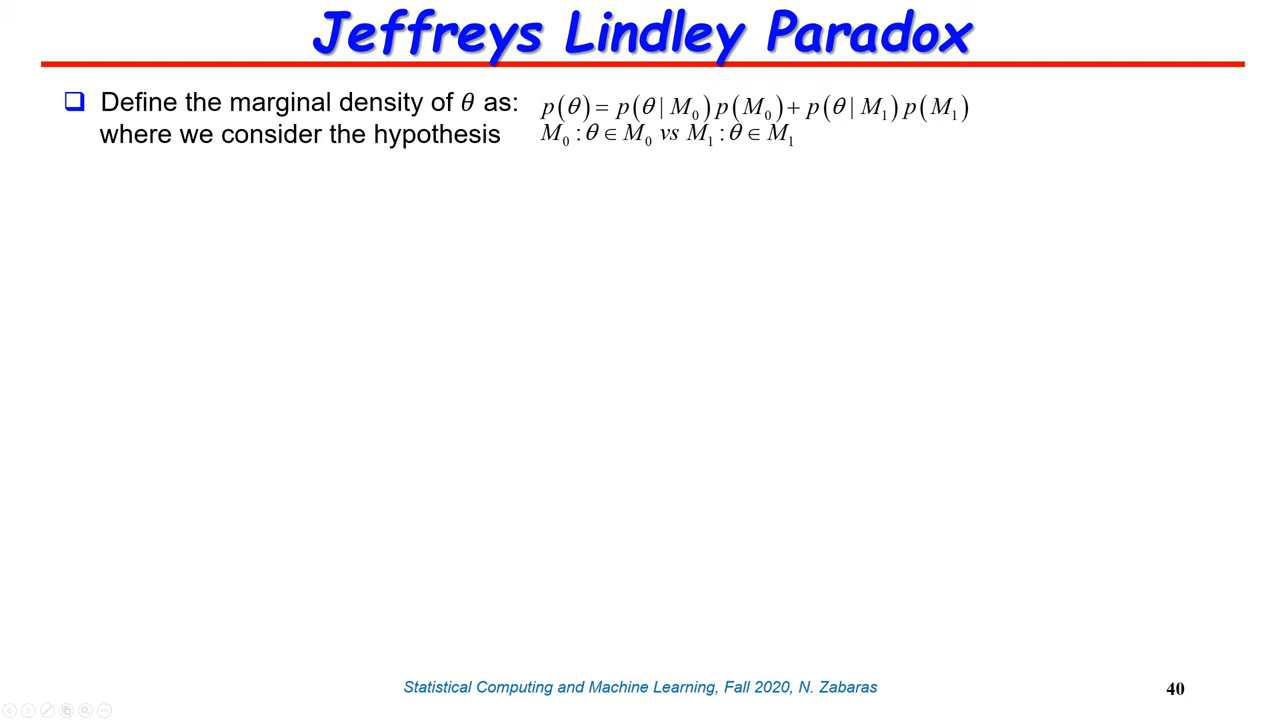 Jeffreys Lindley Paradox
❑ Define the marginal density of θ as: p(θ) = p(θ | M₀) p(M₀) + p(θ | M₁) p(M₁)
where we consider the hypothesis M₀ : θ ∈ M₀ vs M₁ : θ ∈ M₁
Statistical Computing and Machine Learning, Fall 2020, N. Zabaras
40